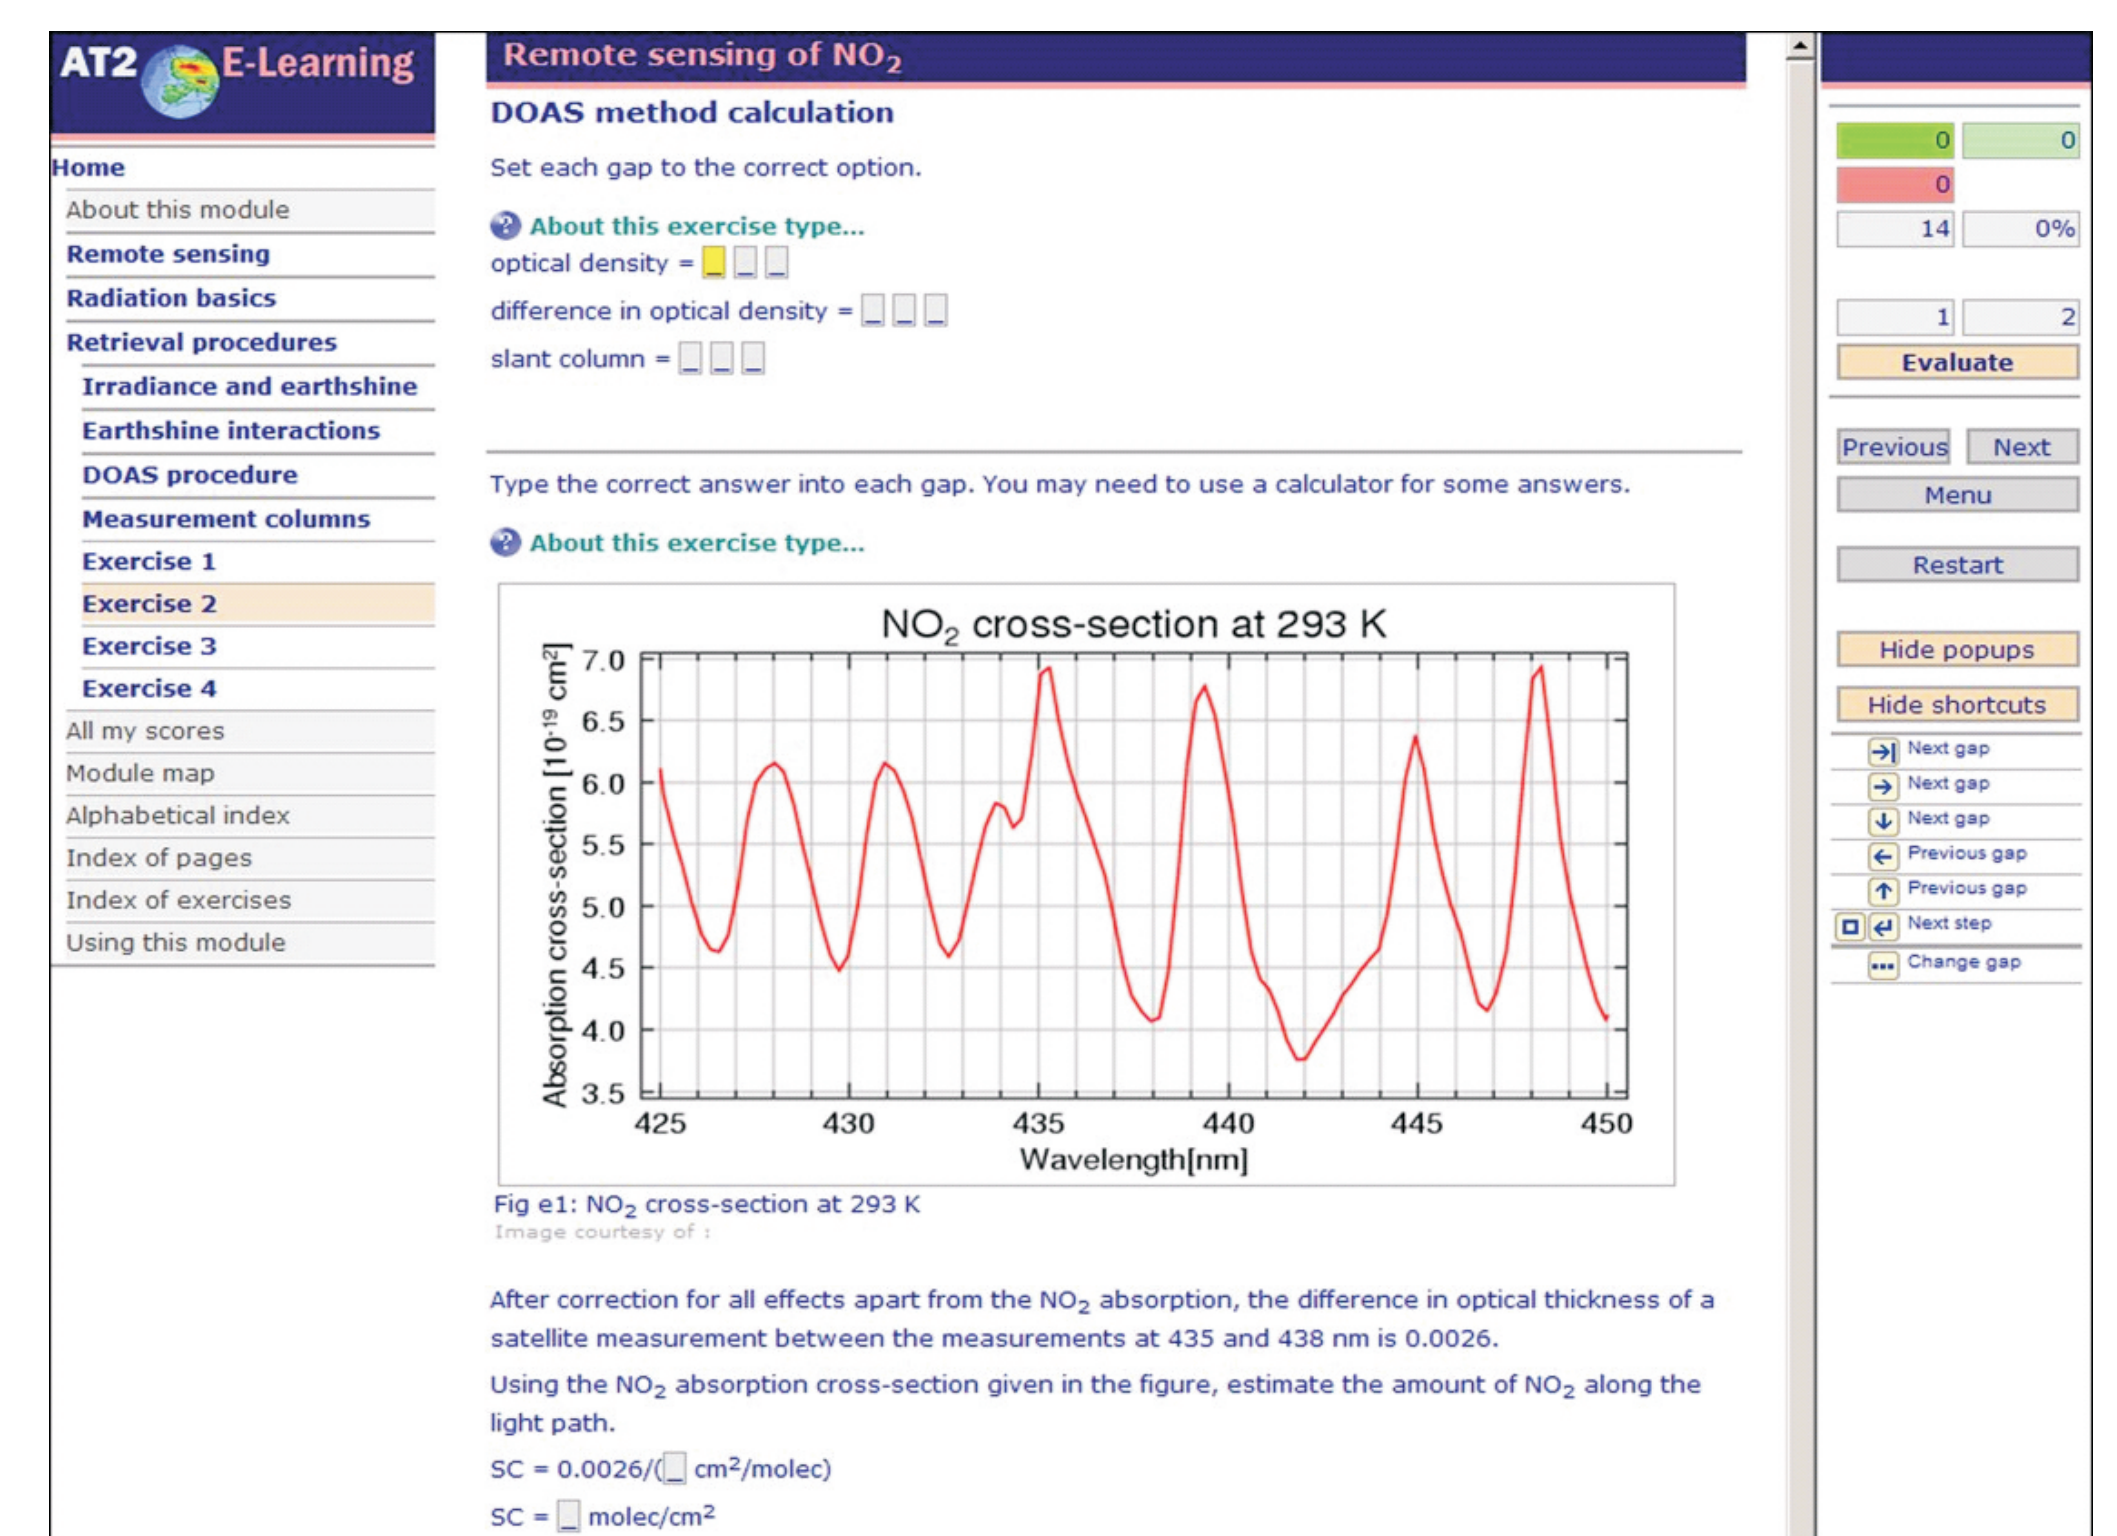 AT2 E-Learning
Home
About this module
Remote sensing
Radiation basics
Retrieval procedures
Irradiance and earthshine
Earthshine interactions
DOAS procedure
Measurement columns
Exercise 1
Exercise 2
Exercise 3
Exercise 4
All my scores
Module map
Alphabetical index
Index of pages
Index of exercises
Using this module
Remote sensing of NO₂
DOAS method calculation
Set each gap to the correct option.
? About this exercise type...
optical density = _ _ _
difference in optical density = _ _ _
slant column = _ _ _
Type the correct answer into each gap. You may need to use a calculator for some answers.
? About this exercise type...
NO₂ cross-section at 293 K
Absorption cross-section [10⁻¹⁹ cm²]
7.0
6.5
6.0
5.5
5.0
4.5
4.0
3.5
425 430 435 440 445 450
Wavelength[nm]
Fig e1: NO₂ cross-section at 293 K
Image courtesy of :
After correction for all effects apart from the NO₂ absorption, the difference in optical thickness of a
satellite measurement between the measurements at 435 and 438 nm is 0.0026.
Using the NO₂ absorption cross-section given in the figure, estimate the amount of NO₂ along the
light path.
SC = 0.0026/(_ cm²/molec)
SC = _ molec/cm²
0 0
0
14 0%
1 2
Evaluate
Previous Next
Menu
Restart
Hide popups
Hide shortcuts
Next gap
Next gap
Next gap
Previous gap
Previous gap
Next step
Change gap